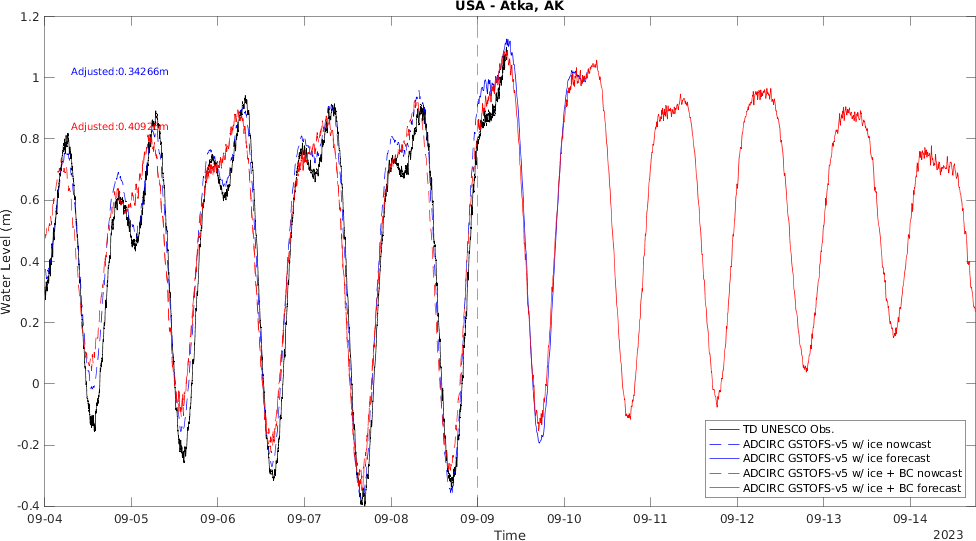 USA - Atka, AK
1.2
1
0.8
0.6
0.4
0.2
0
-0.2
-0.4
Water Level (m)
Adjusted:0.34266m
TD UNESCO Obs.
ADCIRC GSTOFS-v5 w/ ice nowcast
ADCIRC GSTOFS-v5 w/ ice forecast
ADCIRC GSTOFS-v5 w/ ice + BC nowcast
ADCIRC GSTOFS-v5 w/ ice + BC forecast
09-04 09-05 09-06 09-07 09-08 09-09 09-10 09-11 09-12 09-13 09-14
Time
2023